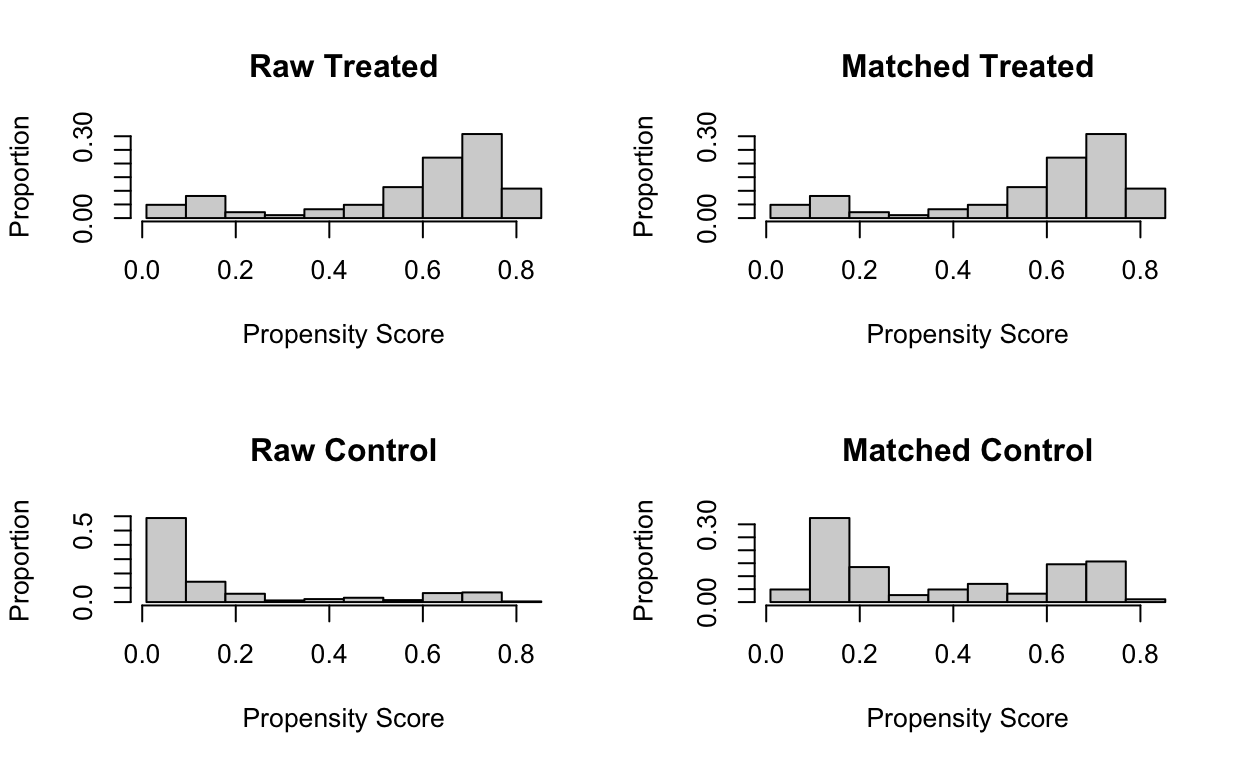 Raw Treated
Proportion
0.00 0.30
0.0 0.2 0.4 0.6 0.8
Propensity Score
Matched Treated
Proportion
0.00 0.30
0.0 0.2 0.4 0.6 0.8
Propensity Score
Raw Control
Proportion
0.0 0.5
0.0 0.2 0.4 0.6 0.8
Propensity Score
Matched Control
Proportion
0.00 0.30
0.0 0.2 0.4 0.6 0.8
Propensity Score